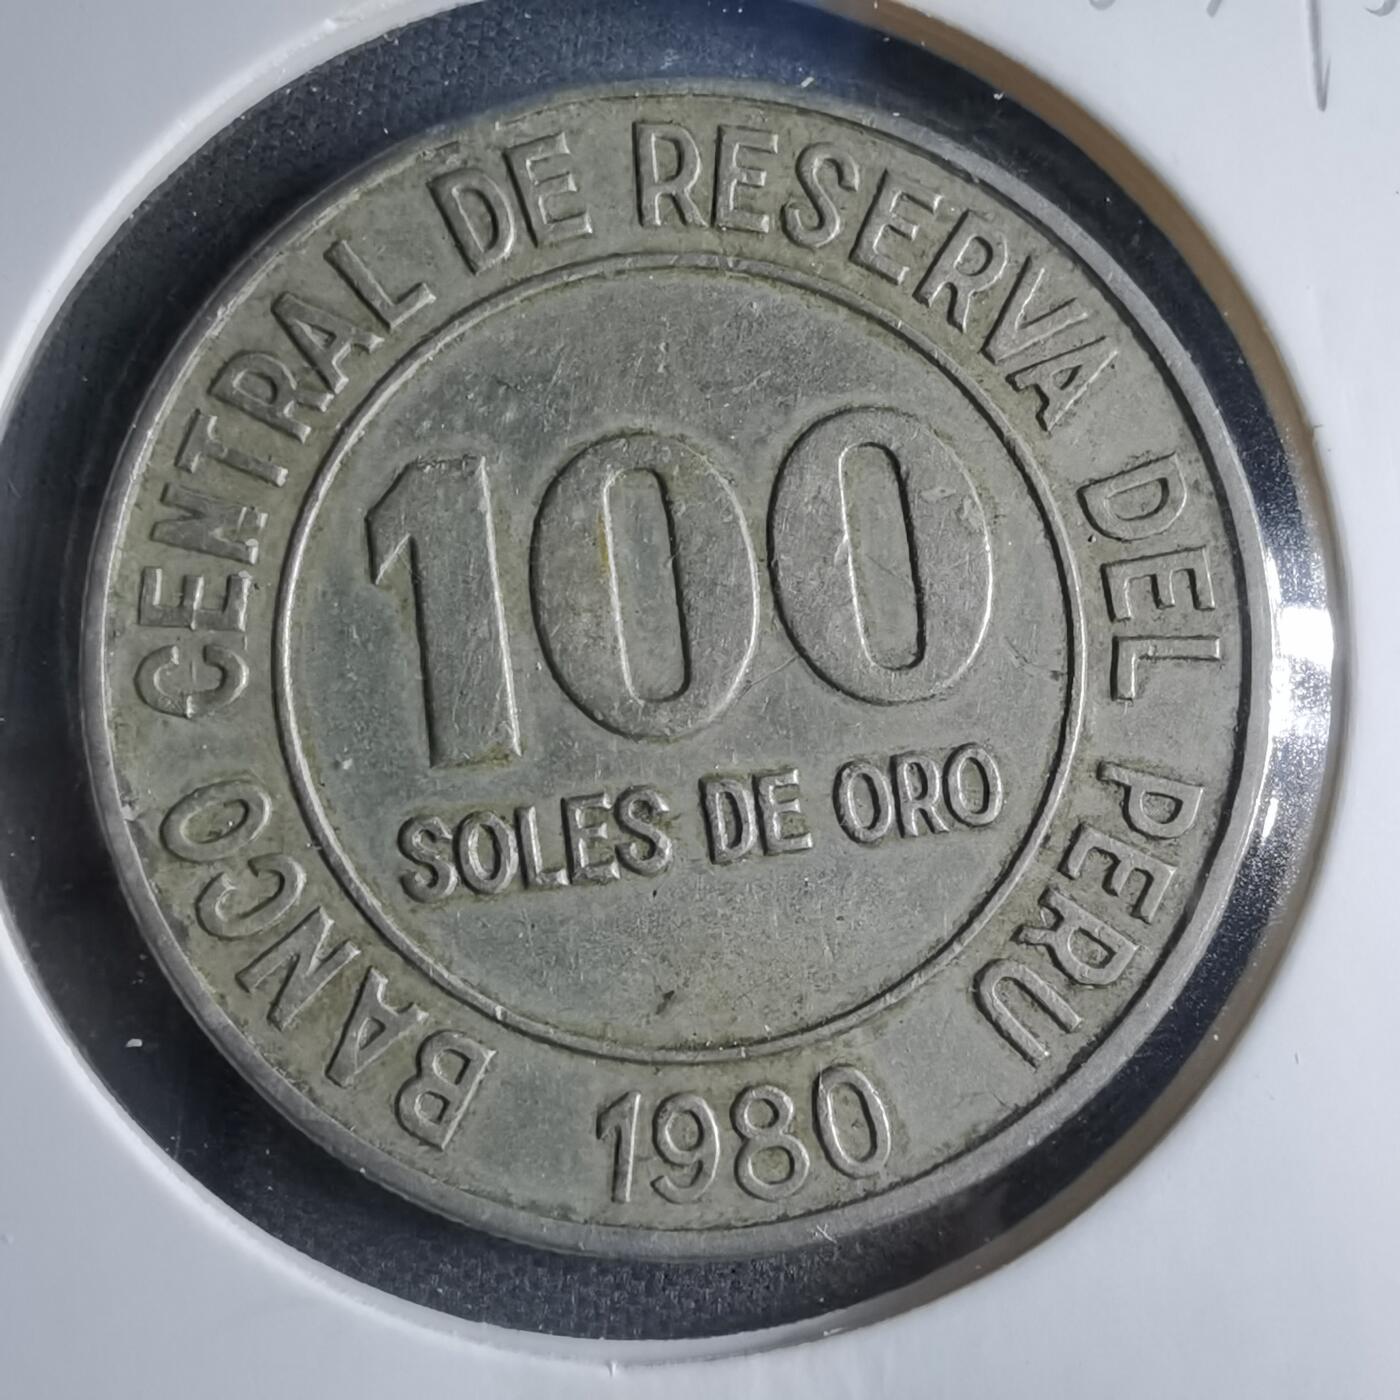 BANCO CENTRAL DE RESERVA DEL PERU
100
SOLES DE ORO
1980